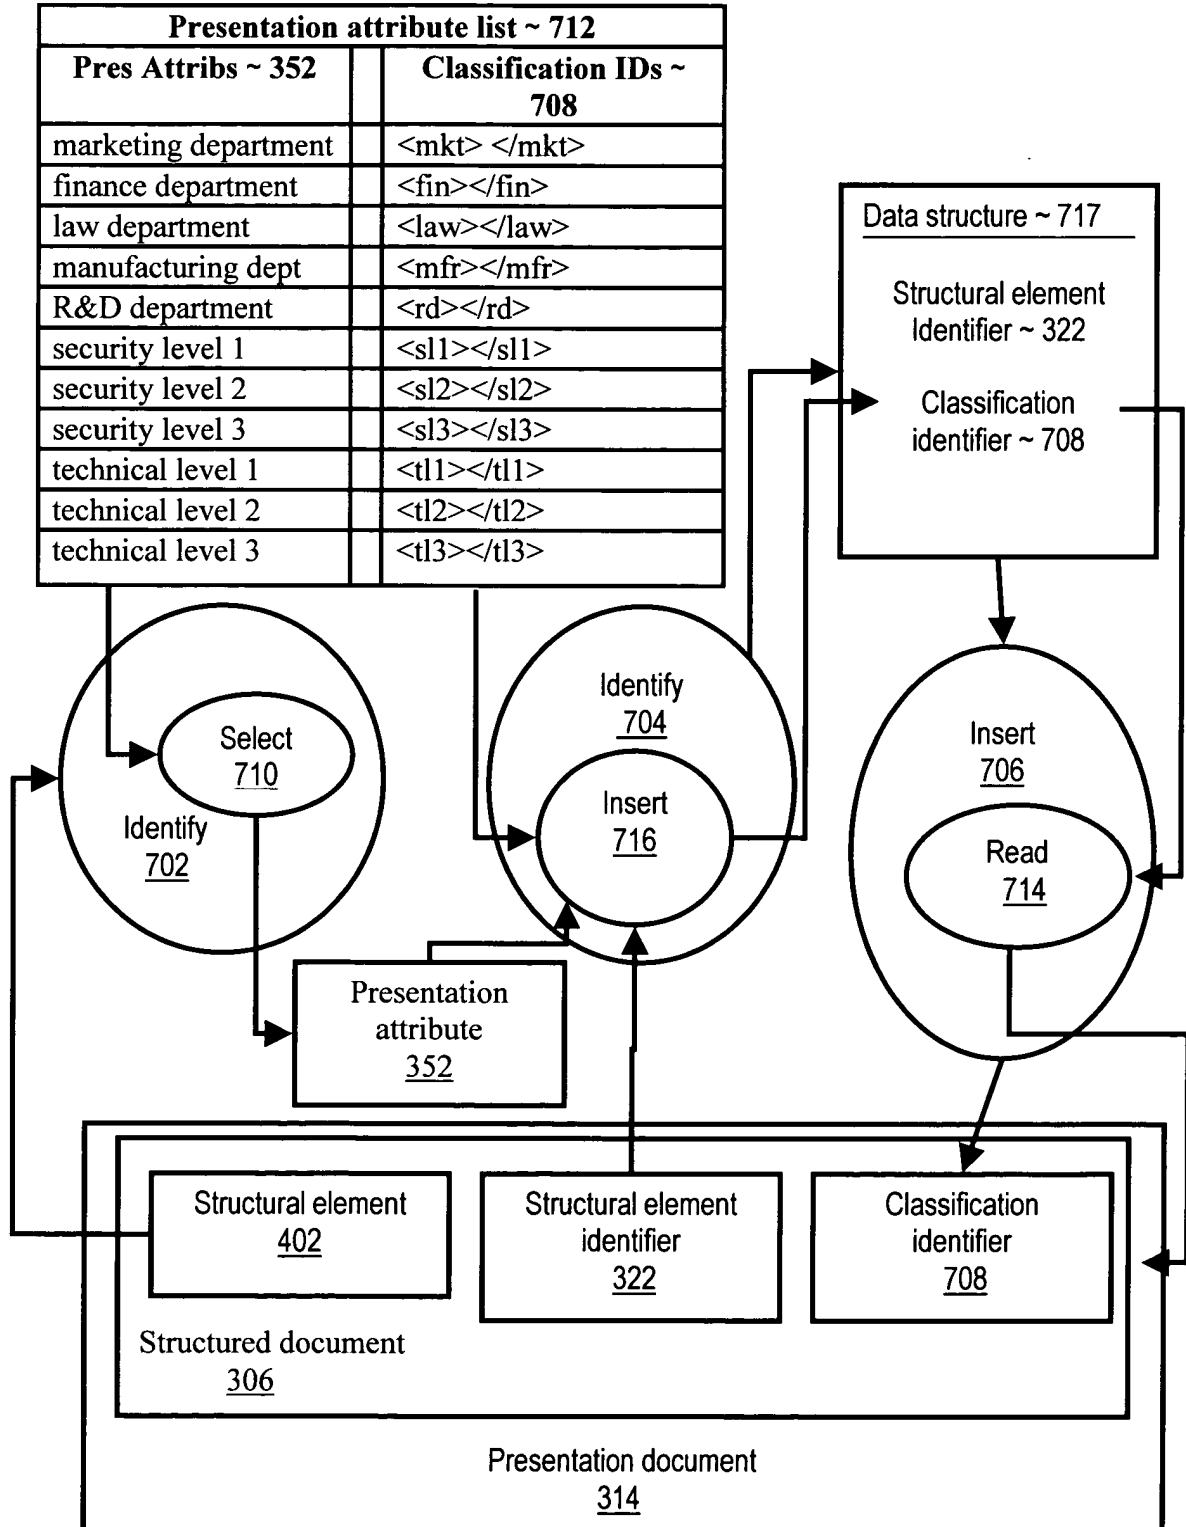 Presentation attribute list ~ 712
Pres Attribs ~ 352
Classification IDs ~
708
marketing department <mkt> </mkt>
finance department <fin></fin>
law department <law></law>
manufacturing dept <mfr></mfr>
R&D department <rd></rd>
security level 1 <sl1></sl1>
security level 2 <sl2></sl2>
security level 3 <sl3></sl3>
technical level 1 <tl1></tl1>
technical level 2 <tl2></tl2>
technical level 3 <tl3></tl3>
Data structure ~ 717
Structural element
Identifier ~ 322
Classification
identifier ~ 708
Select
710
Identify
702
Identify
704
Insert
716
Insert
706
Read
714
Presentation
attribute
352
Structural element
402
Structural element
identifier
322
Classification
identifier
708
Structured document
306
Presentation document
314